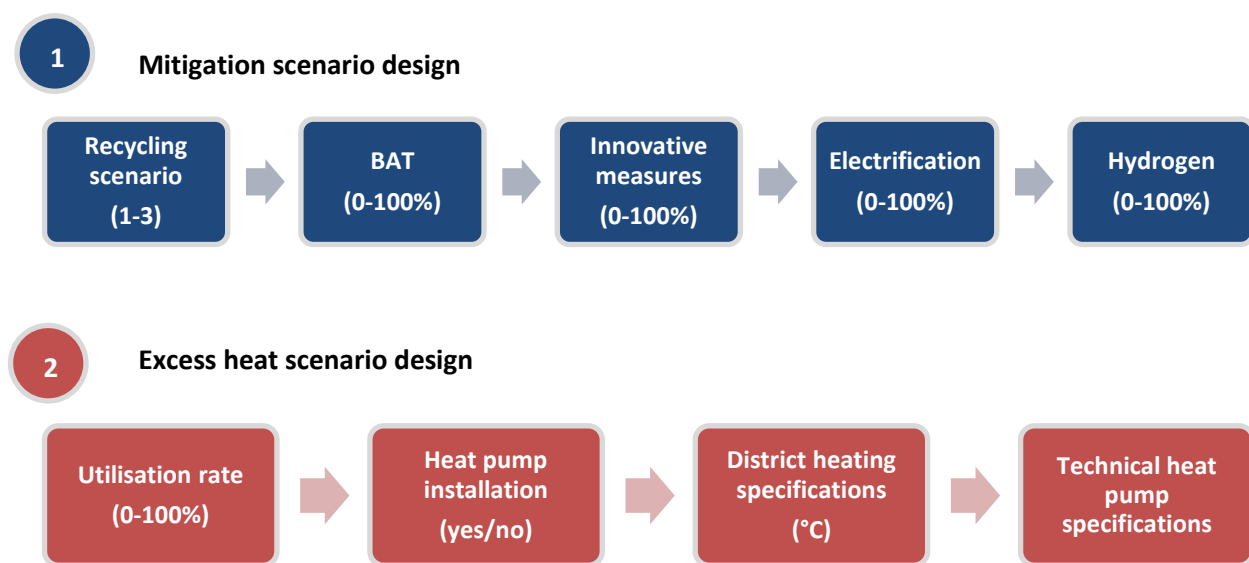 1
Mitigation scenario design
Recycling
scenario
(1-3)
BAT
(0-100%)
Innovative
measures
(0-100%)
Electrification
(0-100%)
Hydrogen
(0-100%)
2
Excess heat scenario design
Utilisation rate
(0-100%)
Heat pump
installation
(yes/no)
District heating
specifications
(°C)
Technical heat
pump
specifications